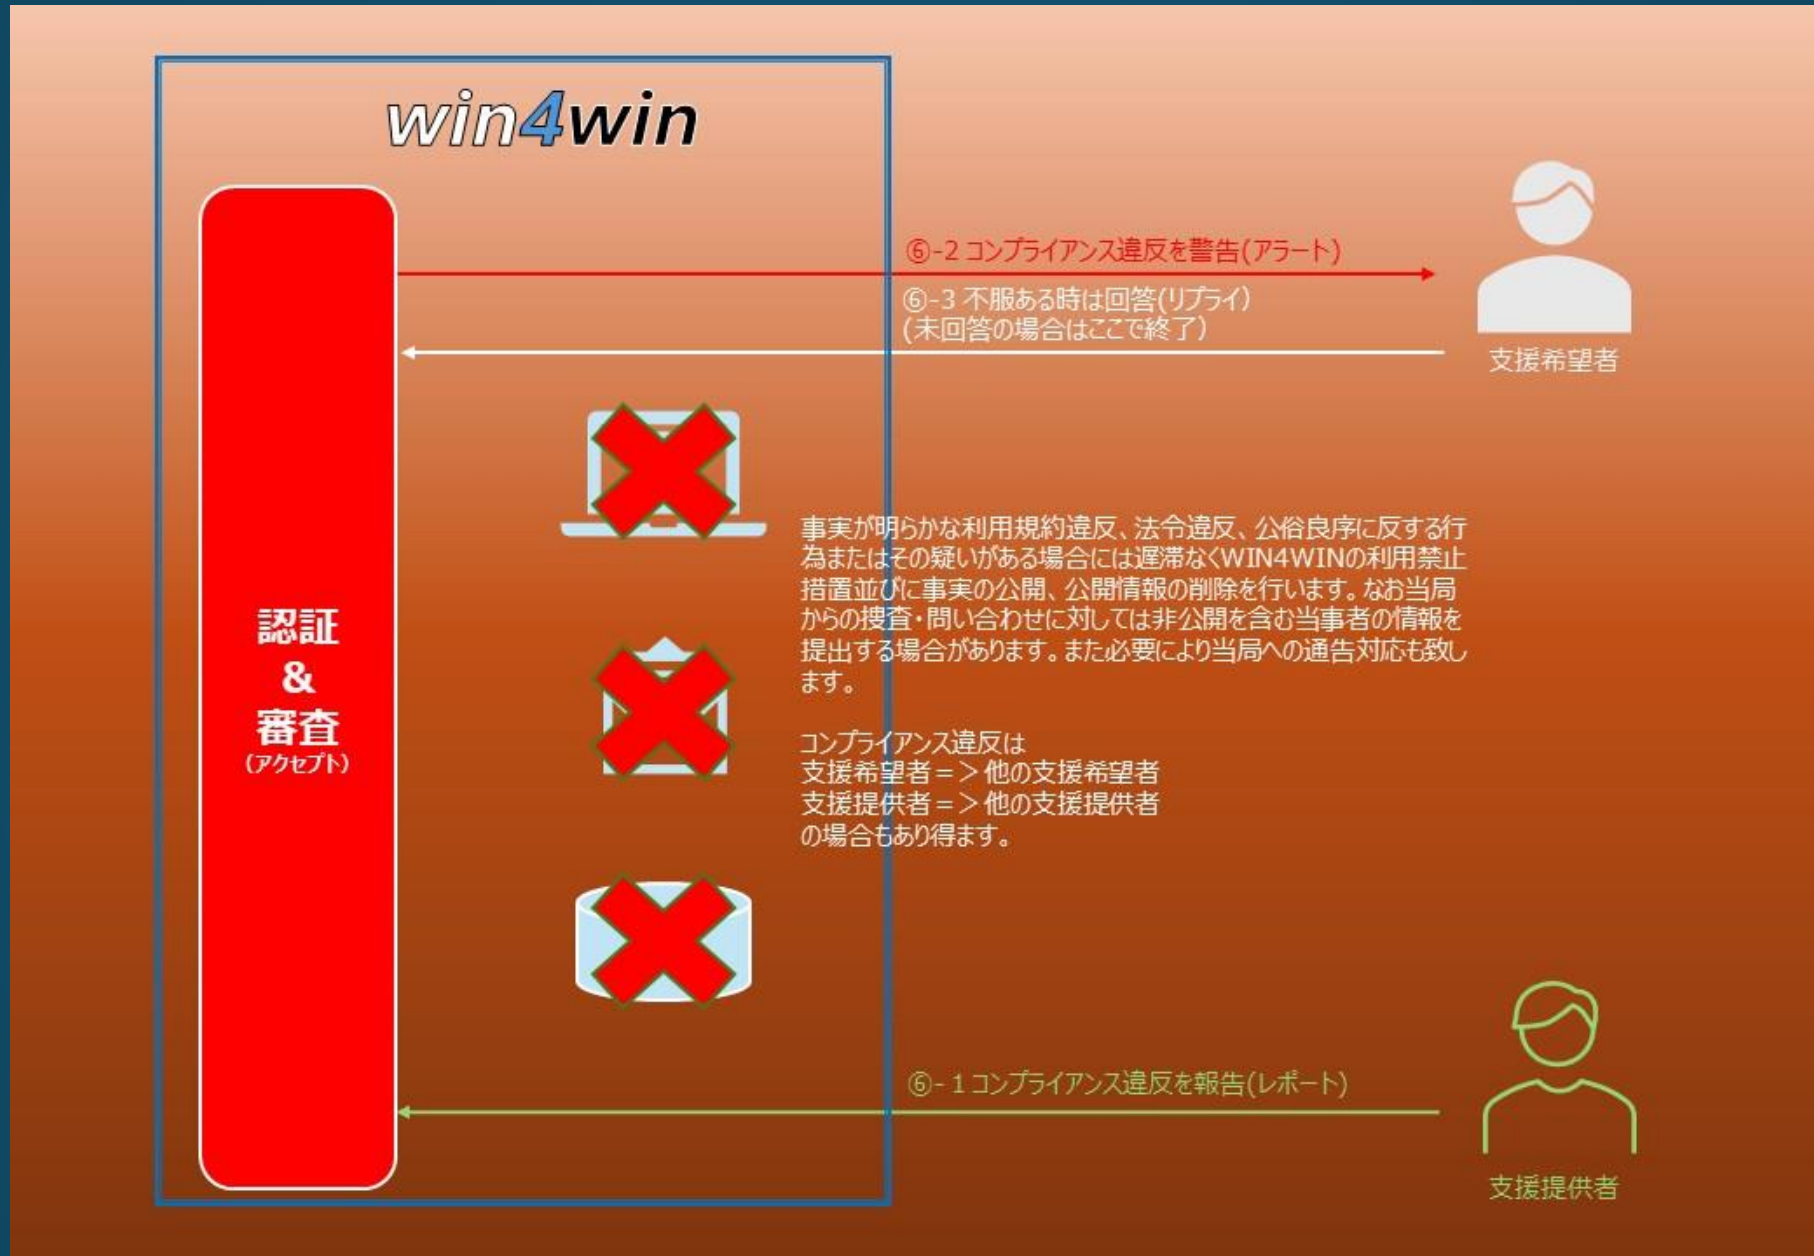 win4win
⑥-2 コンプライアンス違反を警告(アラート)
⑥-3 不服ある時は回答(リプライ)
(未回答の場合はここで終了)
支援希望者
事実が明らかな利用規約違反、法令違反、公俗良序に反する行
為またはその疑いがある場合には遅滞なくWIN4WINの利用禁止
措置並びに事実の公開、公開情報の削除を行います。なお当局
からの捜査・問い合わせに対しては非公開を含む当事者の情報を
提出する場合があります。また必要により当局への通告対応も致し
ます。
認証
&
審査
(アクセプト)
コンプライアンス違反は
支援希望者=>他の支援希望者
支援提供者=>他の支援提供者
の場合もあり得ます。
⑥-1 コンプライアンス違反を報告(レポート)
支援提供者